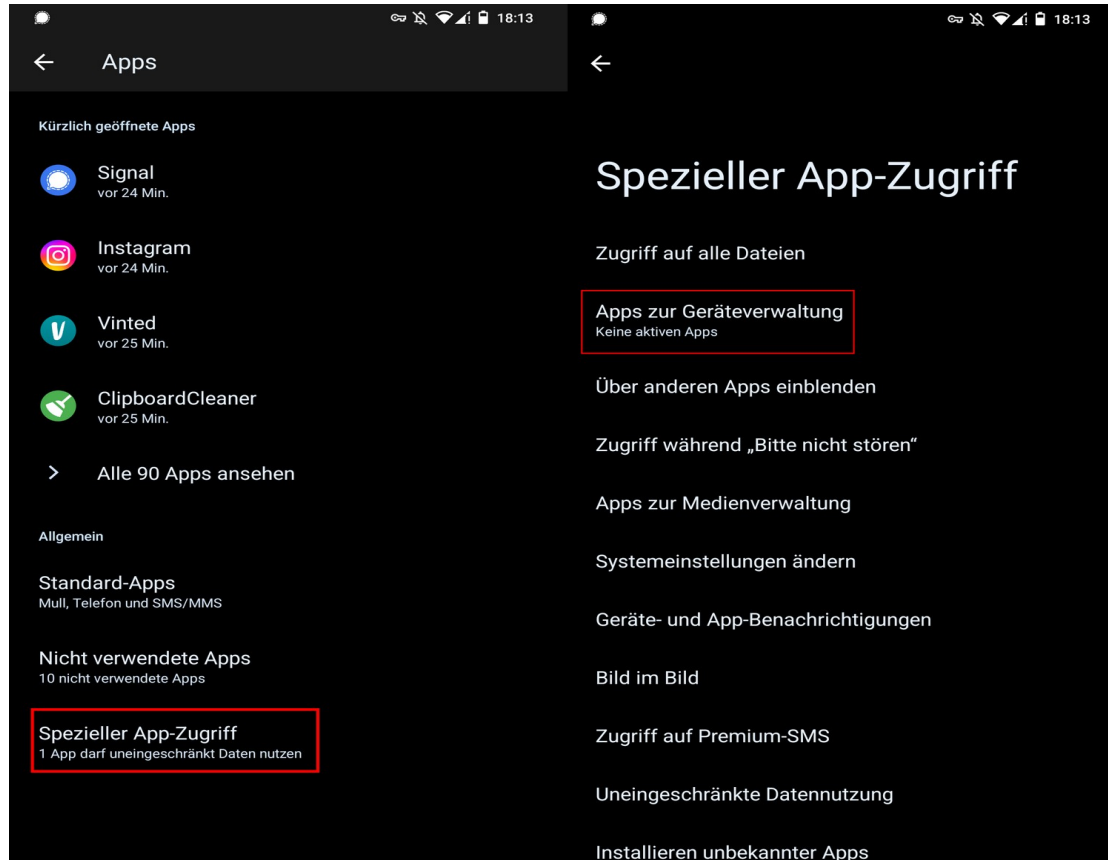 18:13
Apps
Kürzlich geöffnete Apps
Signal
vor 24 Min.
Instagram
vor 24 Min.
Vinted
vor 25 Min.
ClipboardCleaner
vor 25 Min.
Alle 90 Apps ansehen
Allgemein
Standard-Apps
Mull, Telefon und SMS/MMS
Nicht verwendete Apps
10 nicht verwendete Apps
Spezieller App-Zugriff
1 App darf uneingeschränkt Daten nutzen
18:13
Spezieller App-Zugriff
Zugriff auf alle Dateien
Apps zur Geräteverwaltung
Keine aktiven Apps
Über anderen Apps einblenden
Zugriff während „Bitte nicht stören“
Apps zur Medienverwaltung
Systemeinstellungen ändern
Geräte- und App-Benachrichtigungen
Bild im Bild
Zugriff auf Premium-SMS
Uneingeschränkte Datennutzung
Installieren unbekannter Apps